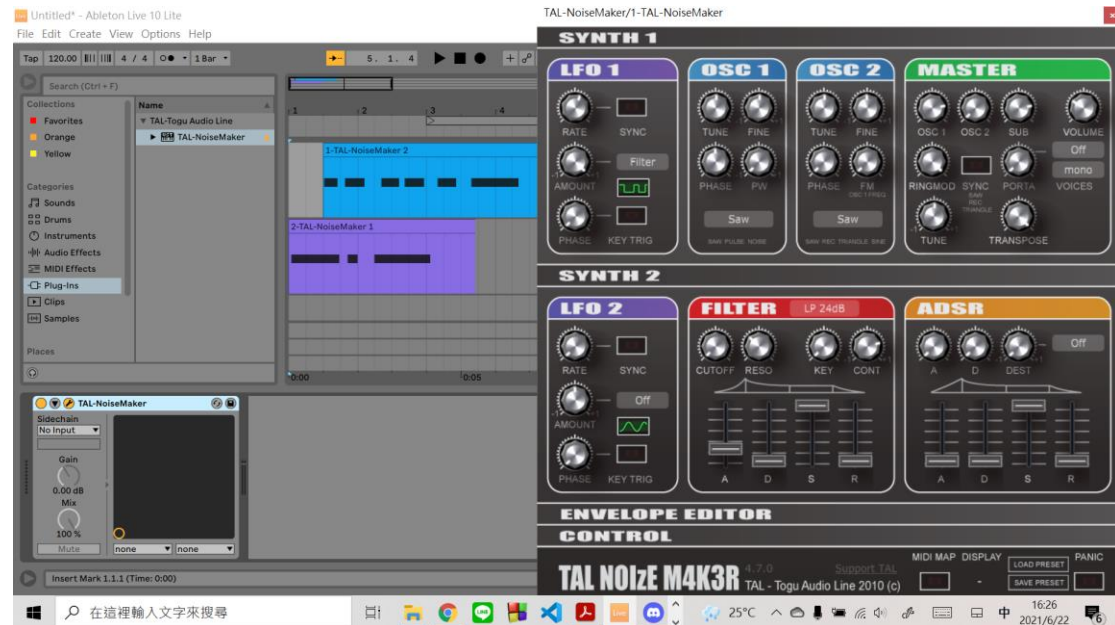 Untitled* - Ableton Live 10 Lite
File Edit Create View Options Help
Tap 120.00 4 / 4 1 Bar 5. 1. 4
Search (Ctrl + F)
Collections
Favorites
Orange
Yellow
Categories
Sounds
Drums
Instruments
Audio Effects
MIDI Effects
Plug-Ins
Clips
Samples
Places
Name
TAL-Togu Audio Line
TAL-NoiseMaker
1 2 3 4
1-TAL-NoiseMaker 2
2-TAL-NoiseMaker 1
0:00 0:05
TAL-NoiseMaker
Sidechain
No Input
Gain
0.00 dB
Mix
100 %
Mute
none none
Insert Mark 1.1.1 (Time: 0:00)
TAL-NoiseMaker/1-TAL-NoiseMaker
SYNTH 1
LFO 1
RATE SYNC
AMOUNT Filter
PHASE KEY TRIG
OSC 1
TUNE FINE
PHASE PW
Saw
SAW PULSE NOISE
OSC 2
TUNE FINE
PHASE FM
OSC 1 FREQ
Saw
SAW REC TRIANGLE SINE
MASTER
OSC 1 OSC 2 SUB VOLUME
Off
mono
RINGMOD SYNC PORTA VOICES
SAW
REC
TRIANGLE
TUNE TRANSPOSE
SYNTH 2
LFO 2
RATE SYNC
Off
AMOUNT
PHASE KEY TRIG
FILTER LP 24dB
CUTOFF RESO KEY CONT
A D S R
ADSR
Off
A D DEST
A D S R
ENVELOPE EDITOR
CONTROL
TAL NOIzE M4K3R
4.7.0 Support TAL
TAL - Togu Audio Line 2010 (c)
MIDI MAP DISPLAY PANIC
LOAD PRESET
SAVE PRESET
在這裡輸入文字來搜尋
25°C
中
16:26
2021/6/22
6